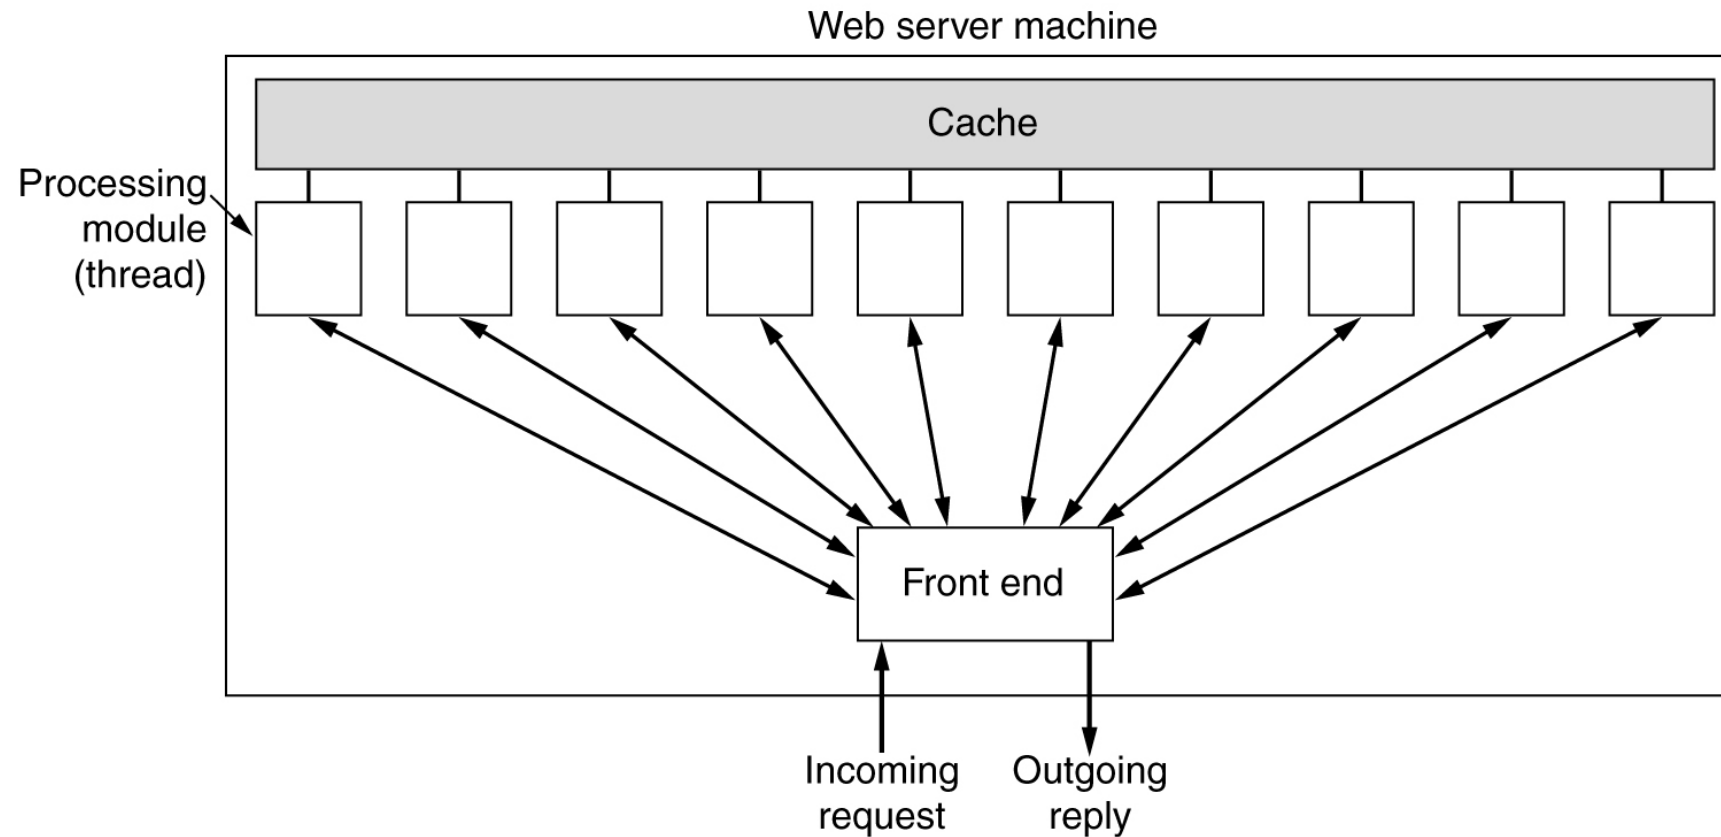 Web server machine
Cache
Processing
module
(thread)
Front end
Incoming
request
Outgoing
reply